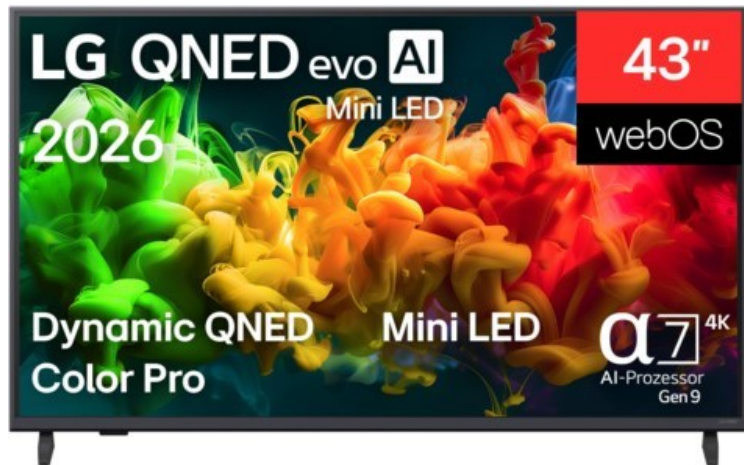 LG QNED evo AI
Mini LED
2026
43"
webOS
Dynamic QNED
Color Pro
Mini LED
α7 4K
AI-Prozessor
Gen 9